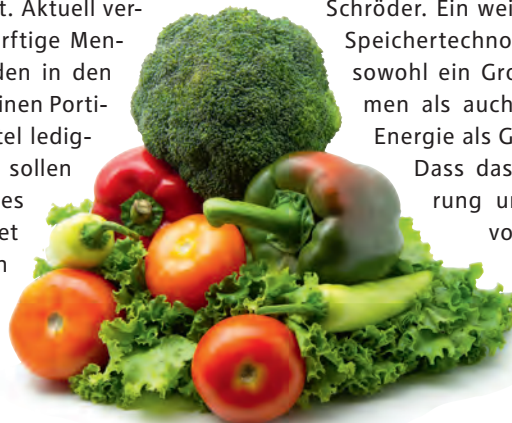 t. Aktuell ver-
rftige Men-
den in den
inen Porti-
tel ledig-
sollen
es
et
n
Schröder. Ein wei
Speichertechno
sowohl ein Gro
men als auch
Energie als G
Dass das
rung u
vo